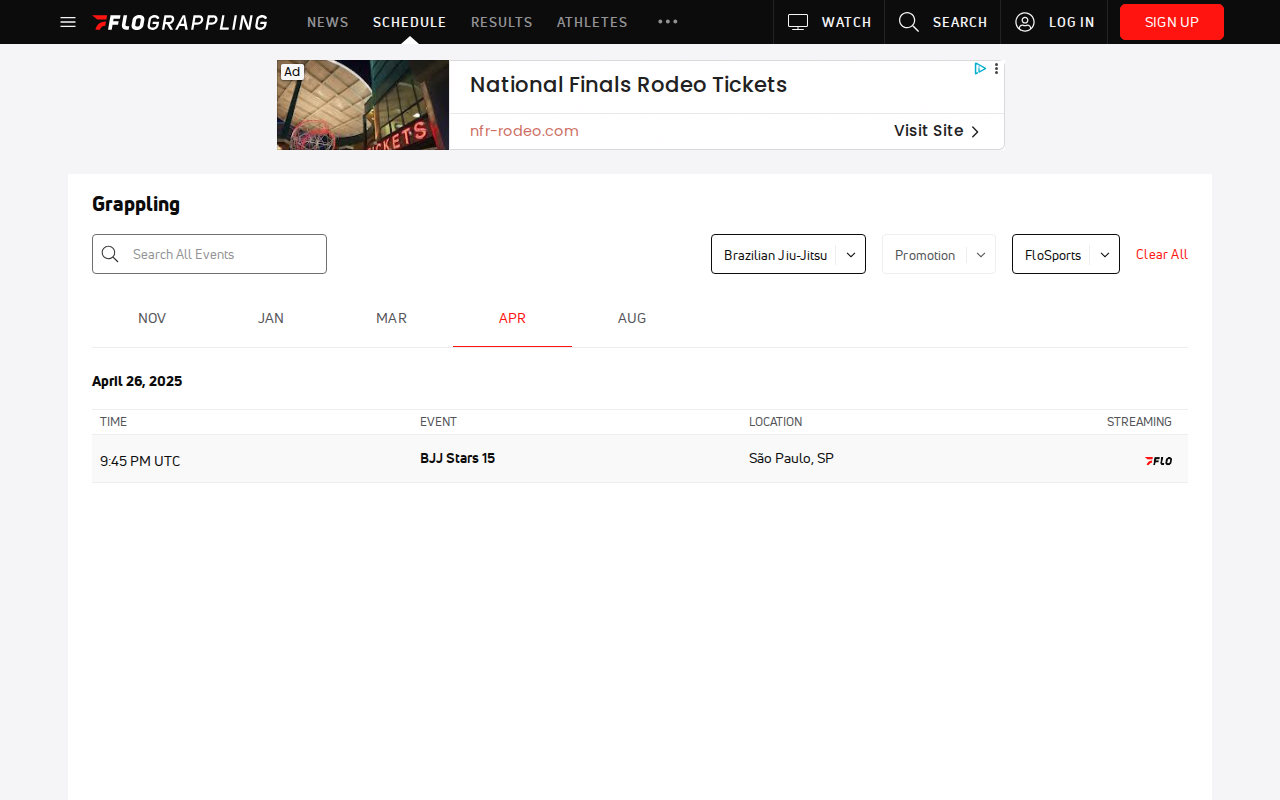 FLOGRAPPLING NEWS SCHEDULE RESULTS ATHLETES WATCH SEARCH LOG IN SIGN UP
Ad
TICKETS
National Finals Rodeo Tickets
nfr-rodeo.com Visit Site
Grappling
Search All Events Brazilian Jiu-Jitsu Promotion FloSports Clear All
NOV JAN MAR APR AUG
April 26, 2025
TIME EVENT LOCATION STREAMING
9:45 PM UTC BJJ Stars 15 São Paulo, SP FLO